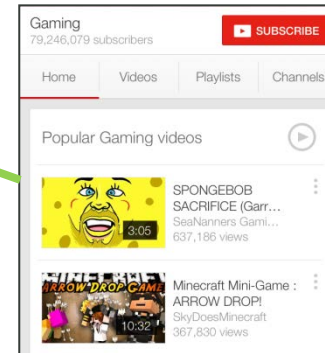 Gaming
79,246,079 subscribers
SUBSCRIBE
Home Videos Playlists Channels
Popular Gaming videos
SPONGEBOB
SACRIFICE (Garr...
SeaNanners Gami...
637,186 views
3:05
ARROW DROP GAME
Minecraft Mini-Game :
ARROW DROP!
SkyDoesMinecraft
367,830 views
10:32